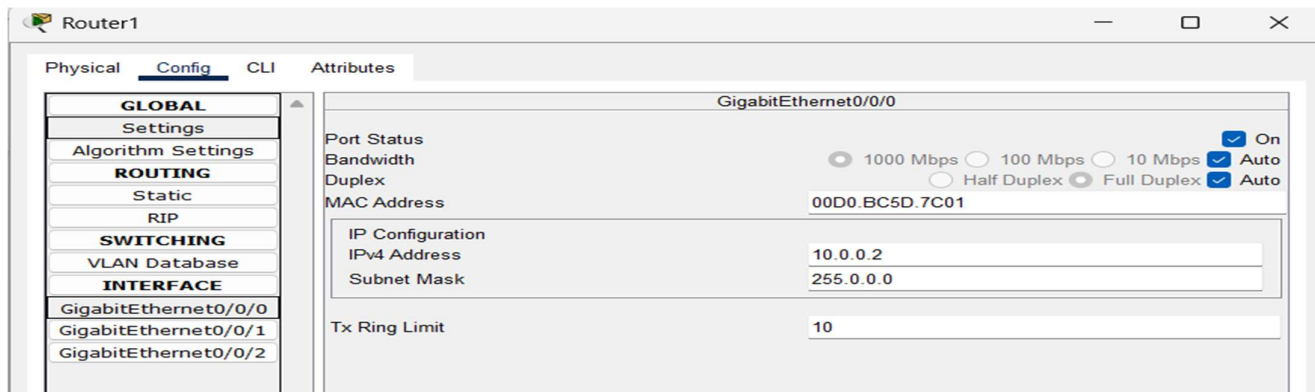 Router1
Physical Config CLI Attributes
GLOBAL
Settings
Algorithm Settings
ROUTING
Static
RIP
SWITCHING
VLAN Database
INTERFACE
GigabitEthernet0/0/0
GigabitEthernet0/0/1
GigabitEthernet0/0/2
GigabitEthernet0/0/0
Port Status On
Bandwidth 1000 Mbps 100 Mbps 10 Mbps Auto
Duplex Half Duplex Full Duplex Auto
MAC Address 00D0.BC5D.7C01
IP Configuration
IPv4 Address 10.0.0.2
Subnet Mask 255.0.0.0
Tx Ring Limit 10